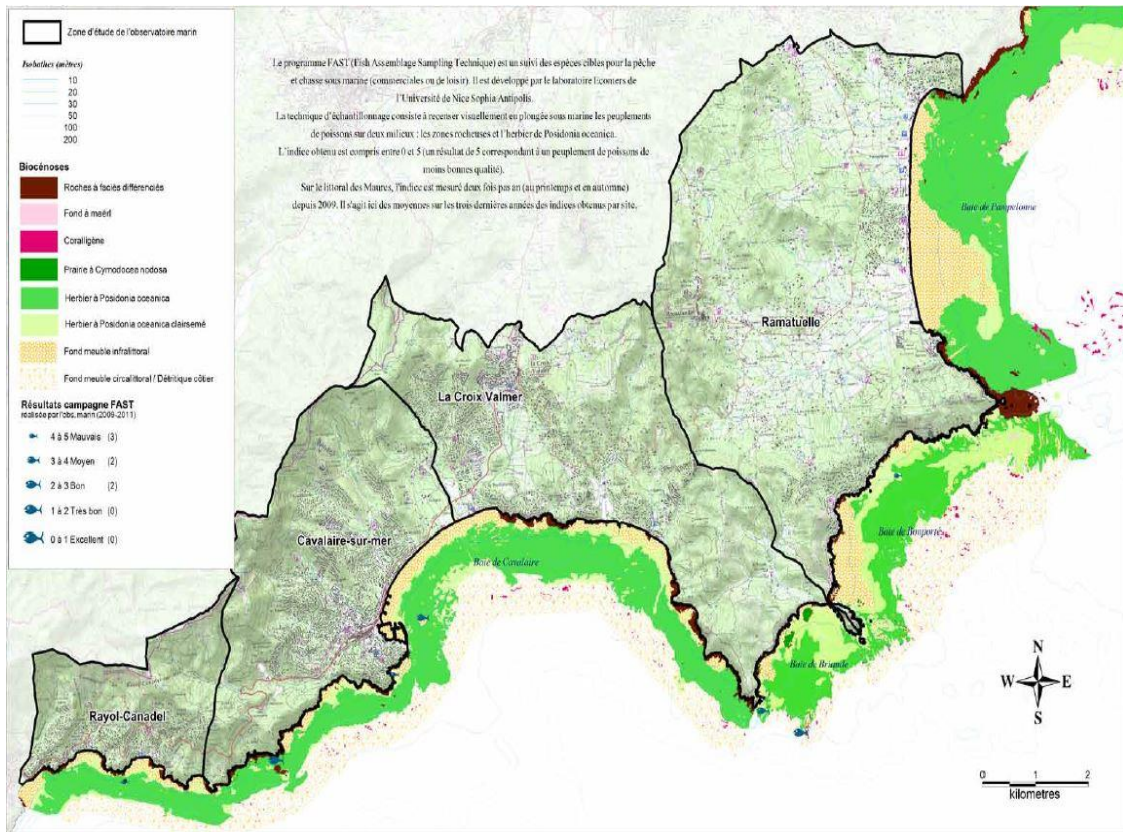 Zone d'étude de l'observatoire marin
Isobathes (mètres)
10
20
30
50
100
200
Biocénoses
Roches à faciès différenciés
Fond à maërl
Coralligène
Prairie à Cymodocea nodosa
Herbier à Posidonia oceanica
Herbier à Posidonia oceanica clairsemé
Fond meuble infralittoral
Fond meuble circalittoral / Détritique côtier
Résultats campagne FAST
réalisée par l'obs. marin (2009-2011)
4 à 5 Mauvais (3)
3 à 4 Moyen (2)
2 à 3 Bon (2)
1 à 2 Très bon (0)
0 à 1 Excellent (0)
Le programme FAST (Fish Assemblage Sampling Technique) est un suivi des espèces cibles pour la pêche
et chasse sous marine (commerciales ou de loisir). Il est développé par le laboratoire Ecomers de
l'Université de Nice Sophia Antipolis.
La technique d'échantillonnage consiste à recenser visuellement en plongée sous marine les peuplements
de poissons sur deux milieux : les zones rocheuses et l'herbier de Posidonia oceanica.
L'indice obtenu est compris entre 0 et 5 (un résultat de 5 correspondant à un peuplement de poissons de
moins bonnes qualité).
Sur le littoral des Maures, l'indice est mesuré deux fois pas an (au printemps et en automne)
depuis 2009. Il s'agit ici des moyennes sur les trois dernières années des indices obtenus par site.
Baie de Pampelonne
Ramatuelle
La Croix Valmer
Cavalaire-sur-mer
Baie de Cavalaire
Baie de Bonporté
Baie de Briande
Rayol-Canadel
N
W E
S
0 1 2
kilometres